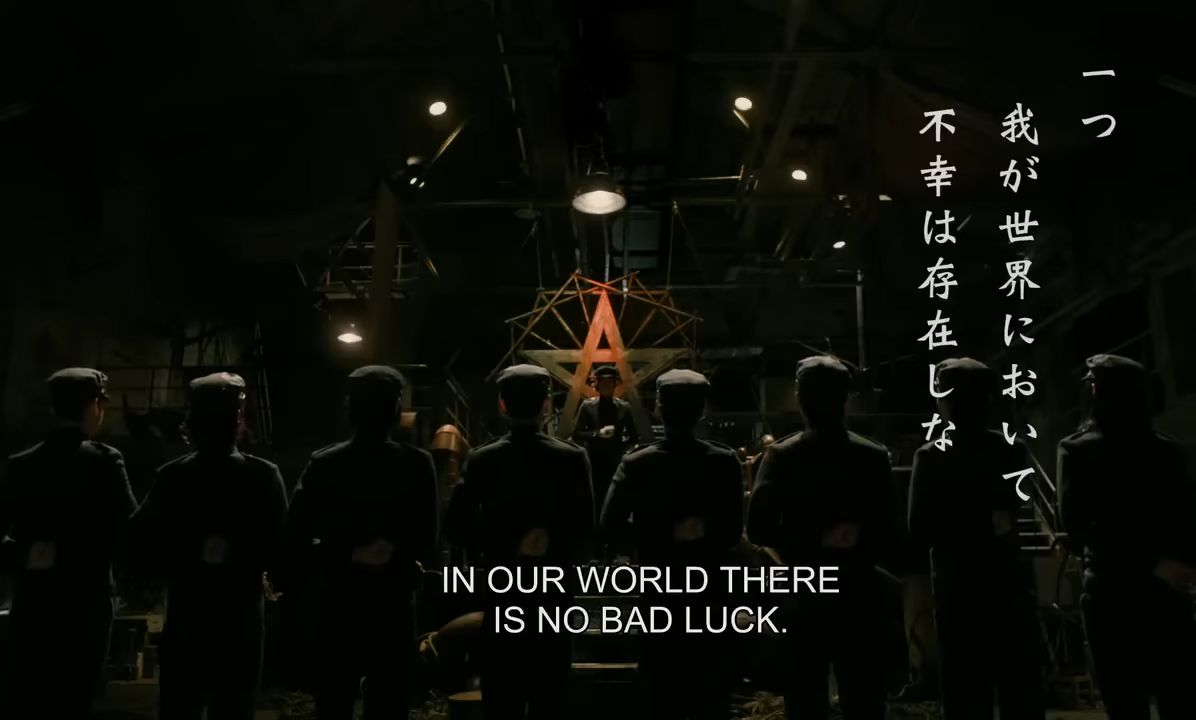 一つ
我が世界において
不幸は存在しな
A
IN OUR WORLD THERE
IS NO BAD LUCK.